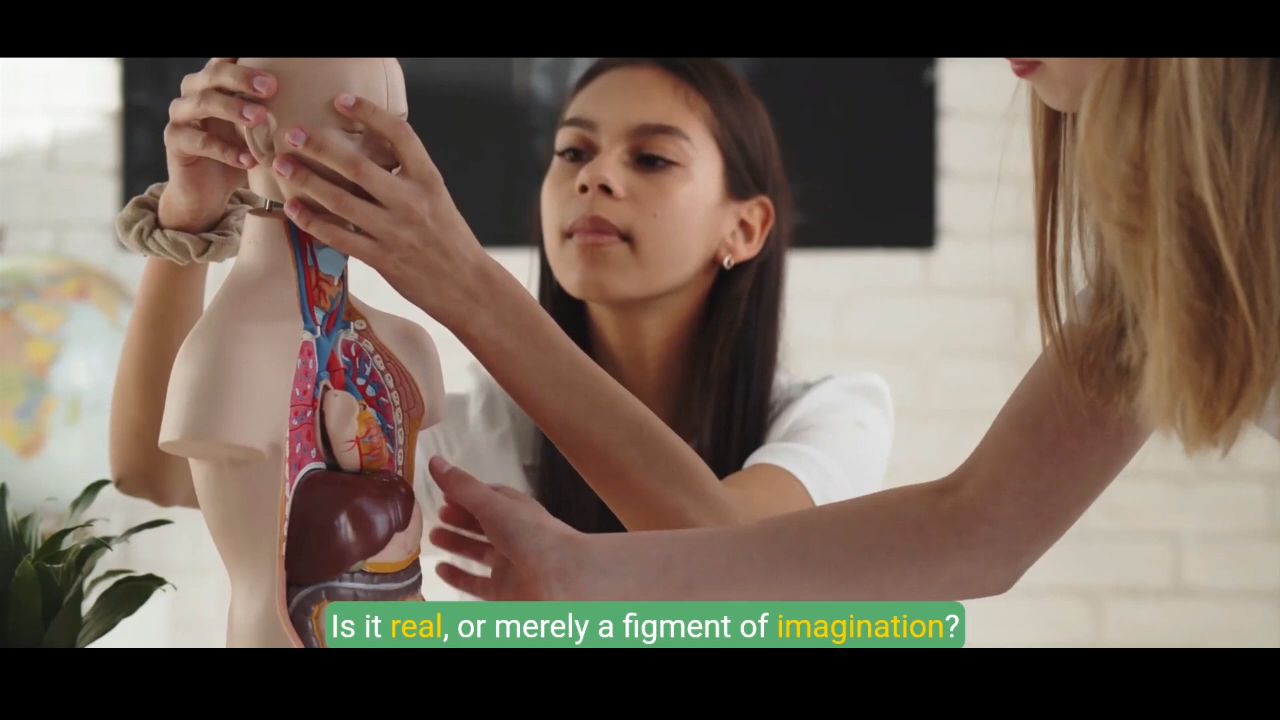 Is it real, or merely a figment of imagination?